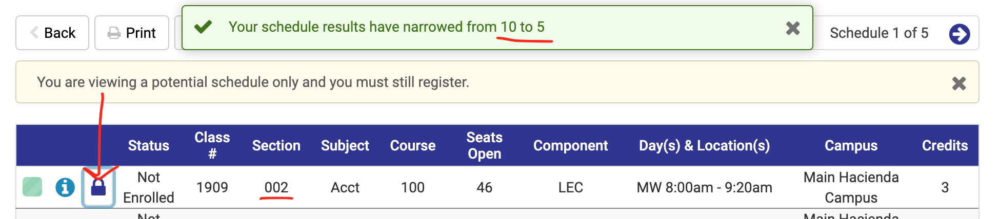 Back
Print
Your schedule results have narrowed from 10 to 5
Schedule 1 of 5
You are viewing a potential schedule only and you must still register.
Status Class # Section Subject Course Seats Open Component Day(s) & Location(s) Campus Credits
Not Enrolled 1909 002 Acct 100 46 LEC MW 8:00am - 9:20am Main Hacienda Campus 3
Not Main Hacienda